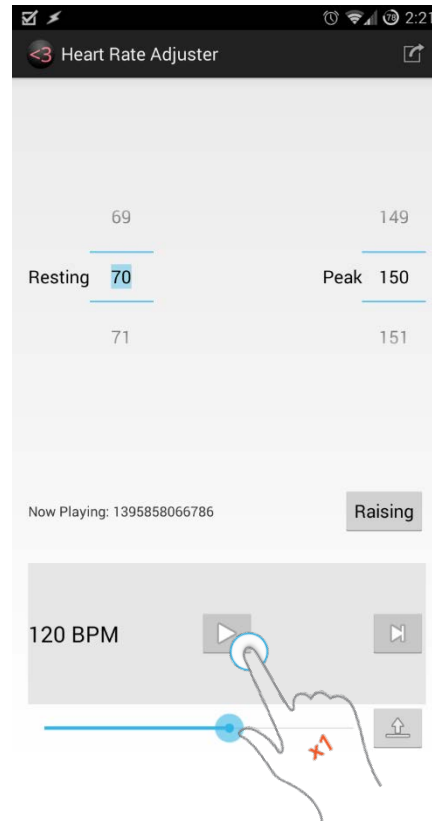 78 2:21
<3 Heart Rate Adjuster
69 149
Resting 70 Peak 150
71 151
Now Playing: 1395858066786 Raising
120 BPM
x1